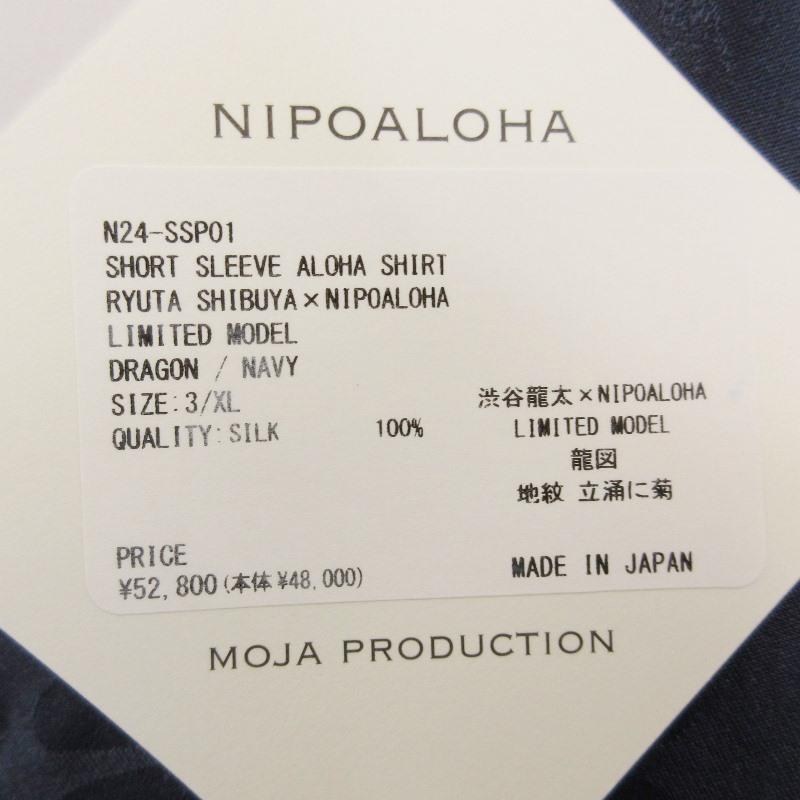 NIPOALOHA
N24-SSP01
SHORT SLEEVE ALOHA SHIRT
RYUTA SHIBUYA×NIPOALOHA
LIMITED MODEL
DRAGON / NAVY
SIZE:3/XL
QUALITY:SILK 100%
渋谷龍太×NIPOALOHA
LIMITED MODEL
龍図
地紋 立涌に菊
PRICE
¥52,800(本体¥48,000)
MADE IN JAPAN
MOJA PRODUCTION